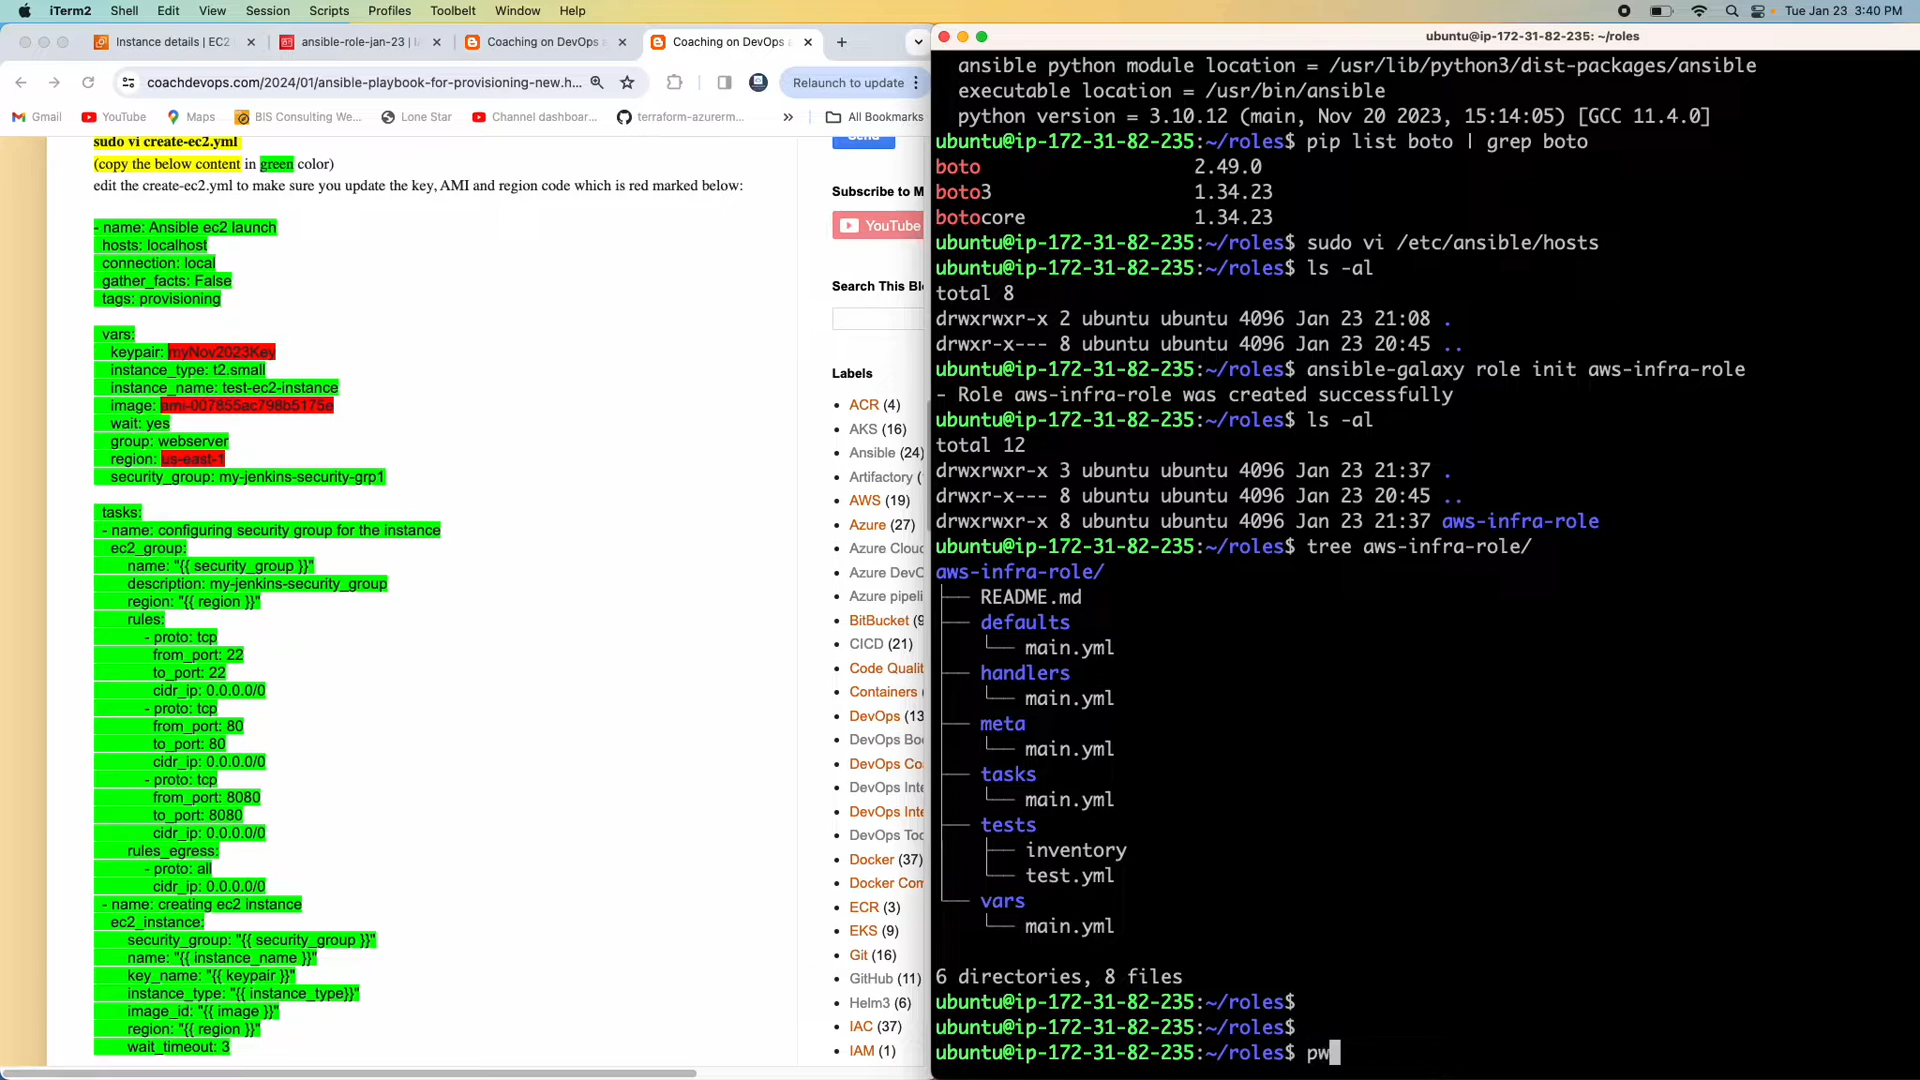 iTerm2 Shell Edit View Session Scripts Profiles Toolbelt Window Help
Tue Jan 23 3:40 PM
Instance details | EC2
ansible-role-jan-23 | I
Coaching on DevOps a
Coaching on DevOps a
coachdevops.com/2024/01/ansible-playbook-for-provisioning-new.h...
Relaunch to update
Gmail YouTube Maps BIS Consulting We... Lone Star Channel dashboar... terraform-azurerm... » All Bookmarks
sudo vi create-ec2.yml
(copy the below content in green color)
edit the create-ec2.yml to make sure you update the key, AMI and region code which is red marked below:
- name: Ansible ec2 launch
hosts: localhost
connection: local
gather_facts: False
tags: provisioning
vars:
keypair: myNov2023Key
instance_type: t2.small
instance_name: test-ec2-instance
image: ami-007855ac798b5175e
wait: yes
group: webserver
region: us-east-1
security_group: my-jenkins-security-grp1
tasks:
- name: configuring security group for the instance
ec2_group:
name: "{{ security_group }}"
description: my-jenkins-security_group
region: "{{ region }}"
rules:
- proto: tcp
from_port: 22
to_port: 22
cidr_ip: 0.0.0.0/0
- proto: tcp
from_port: 80
to_port: 80
cidr_ip: 0.0.0.0/0
- proto: tcp
from_port: 8080
to_port: 8080
cidr_ip: 0.0.0.0/0
rules_egress:
- proto: all
cidr_ip: 0.0.0.0/0
- name: creating ec2 instance
ec2_instance:
security_group: "{{ security_group }}"
name: "{{ instance_name }}"
key_name: "{{ keypair }}"
instance_type: "{{ instance_type}}"
image_id: "{{ image }}"
region: "{{ region }}"
wait_timeout: 3
Send
Subscribe to M
YouTube
Search This Blo
Labels
ACR (4)
AKS (16)
Ansible (24)
Artifactory (
AWS (19)
Azure (27)
Azure Clou
Azure DevO
Azure pipeli
BitBucket (9
CICD (21)
Code Qualit
Containers (
DevOps (13
DevOps Boo
DevOps Coa
DevOps Inte
DevOps Inte
DevOps Too
Docker (37)
Docker Com
ECR (3)
EKS (9)
Git (16)
GitHub (11)
Helm3 (6)
IAC (37)
IAM (1)
ubuntu@ip-172-31-82-235: ~/roles
ansible python module location = /usr/lib/python3/dist-packages/ansible
executable location = /usr/bin/ansible
python version = 3.10.12 (main, Nov 20 2023, 15:14:05) [GCC 11.4.0]
ubuntu@ip-172-31-82-235:~/roles$ pip list boto | grep boto
boto 2.49.0
boto3 1.34.23
botocore 1.34.23
ubuntu@ip-172-31-82-235:~/roles$ sudo vi /etc/ansible/hosts
ubuntu@ip-172-31-82-235:~/roles$ ls -al
total 8
drwxrwxr-x 2 ubuntu ubuntu 4096 Jan 23 21:08 .
drwxr-x--- 8 ubuntu ubuntu 4096 Jan 23 20:45 ..
ubuntu@ip-172-31-82-235:~/roles$ ansible-galaxy role init aws-infra-role
- Role aws-infra-role was created successfully
ubuntu@ip-172-31-82-235:~/roles$ ls -al
total 12
drwxrwxr-x 3 ubuntu ubuntu 4096 Jan 23 21:37 .
drwxr-x--- 8 ubuntu ubuntu 4096 Jan 23 20:45 ..
drwxrwxr-x 8 ubuntu ubuntu 4096 Jan 23 21:37 aws-infra-role
ubuntu@ip-172-31-82-235:~/roles$ tree aws-infra-role/
aws-infra-role/
├── README.md
├── defaults
│   └── main.yml
├── handlers
│   └── main.yml
├── meta
│   └── main.yml
├── tasks
│   └── main.yml
├── tests
│   ├── inventory
│   └── test.yml
└── vars
    └── main.yml
6 directories, 8 files
ubuntu@ip-172-31-82-235:~/roles$
ubuntu@ip-172-31-82-235:~/roles$
ubuntu@ip-172-31-82-235:~/roles$ pw